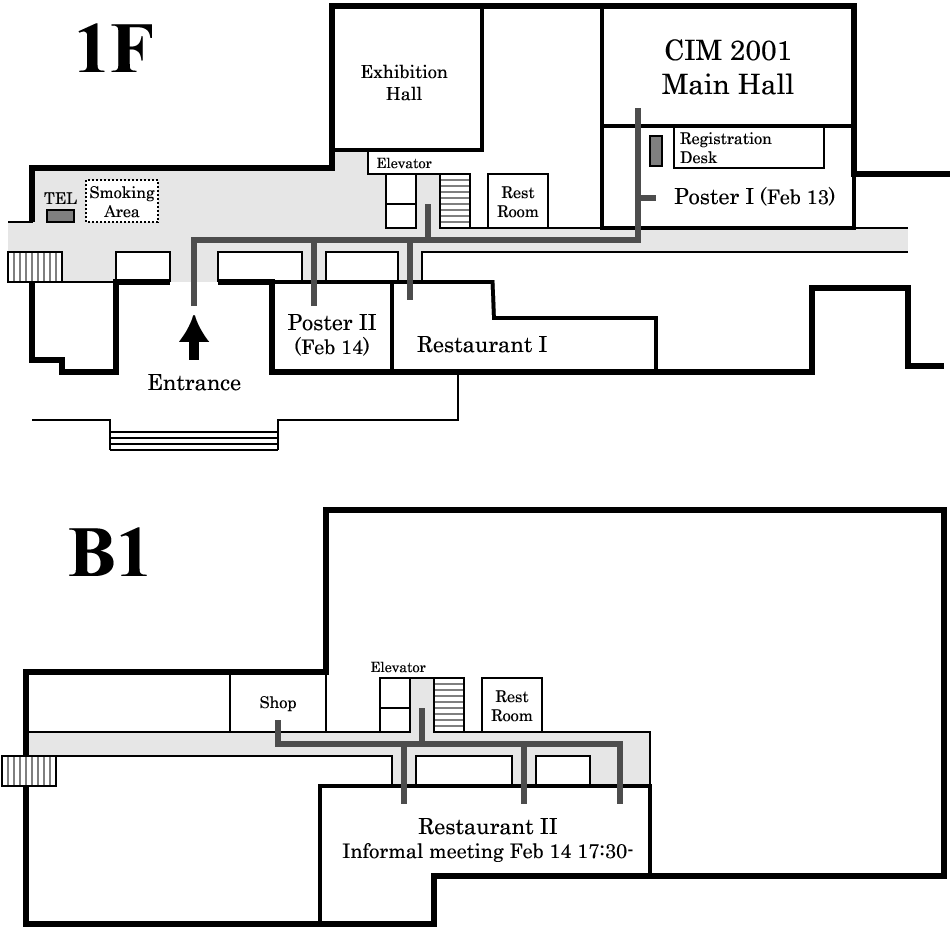 1F
Exhibition
Hall
CIM 2001
Main Hall
Elevator
Registration
Desk
TEL
Smoking
Area
Rest
Room
Poster I (Feb 13)
Poster II
(Feb 14)
Restaurant I
Entrance
B1
Elevator
Shop
Rest
Room
Restaurant II
Informal meeting Feb 14 17:30-